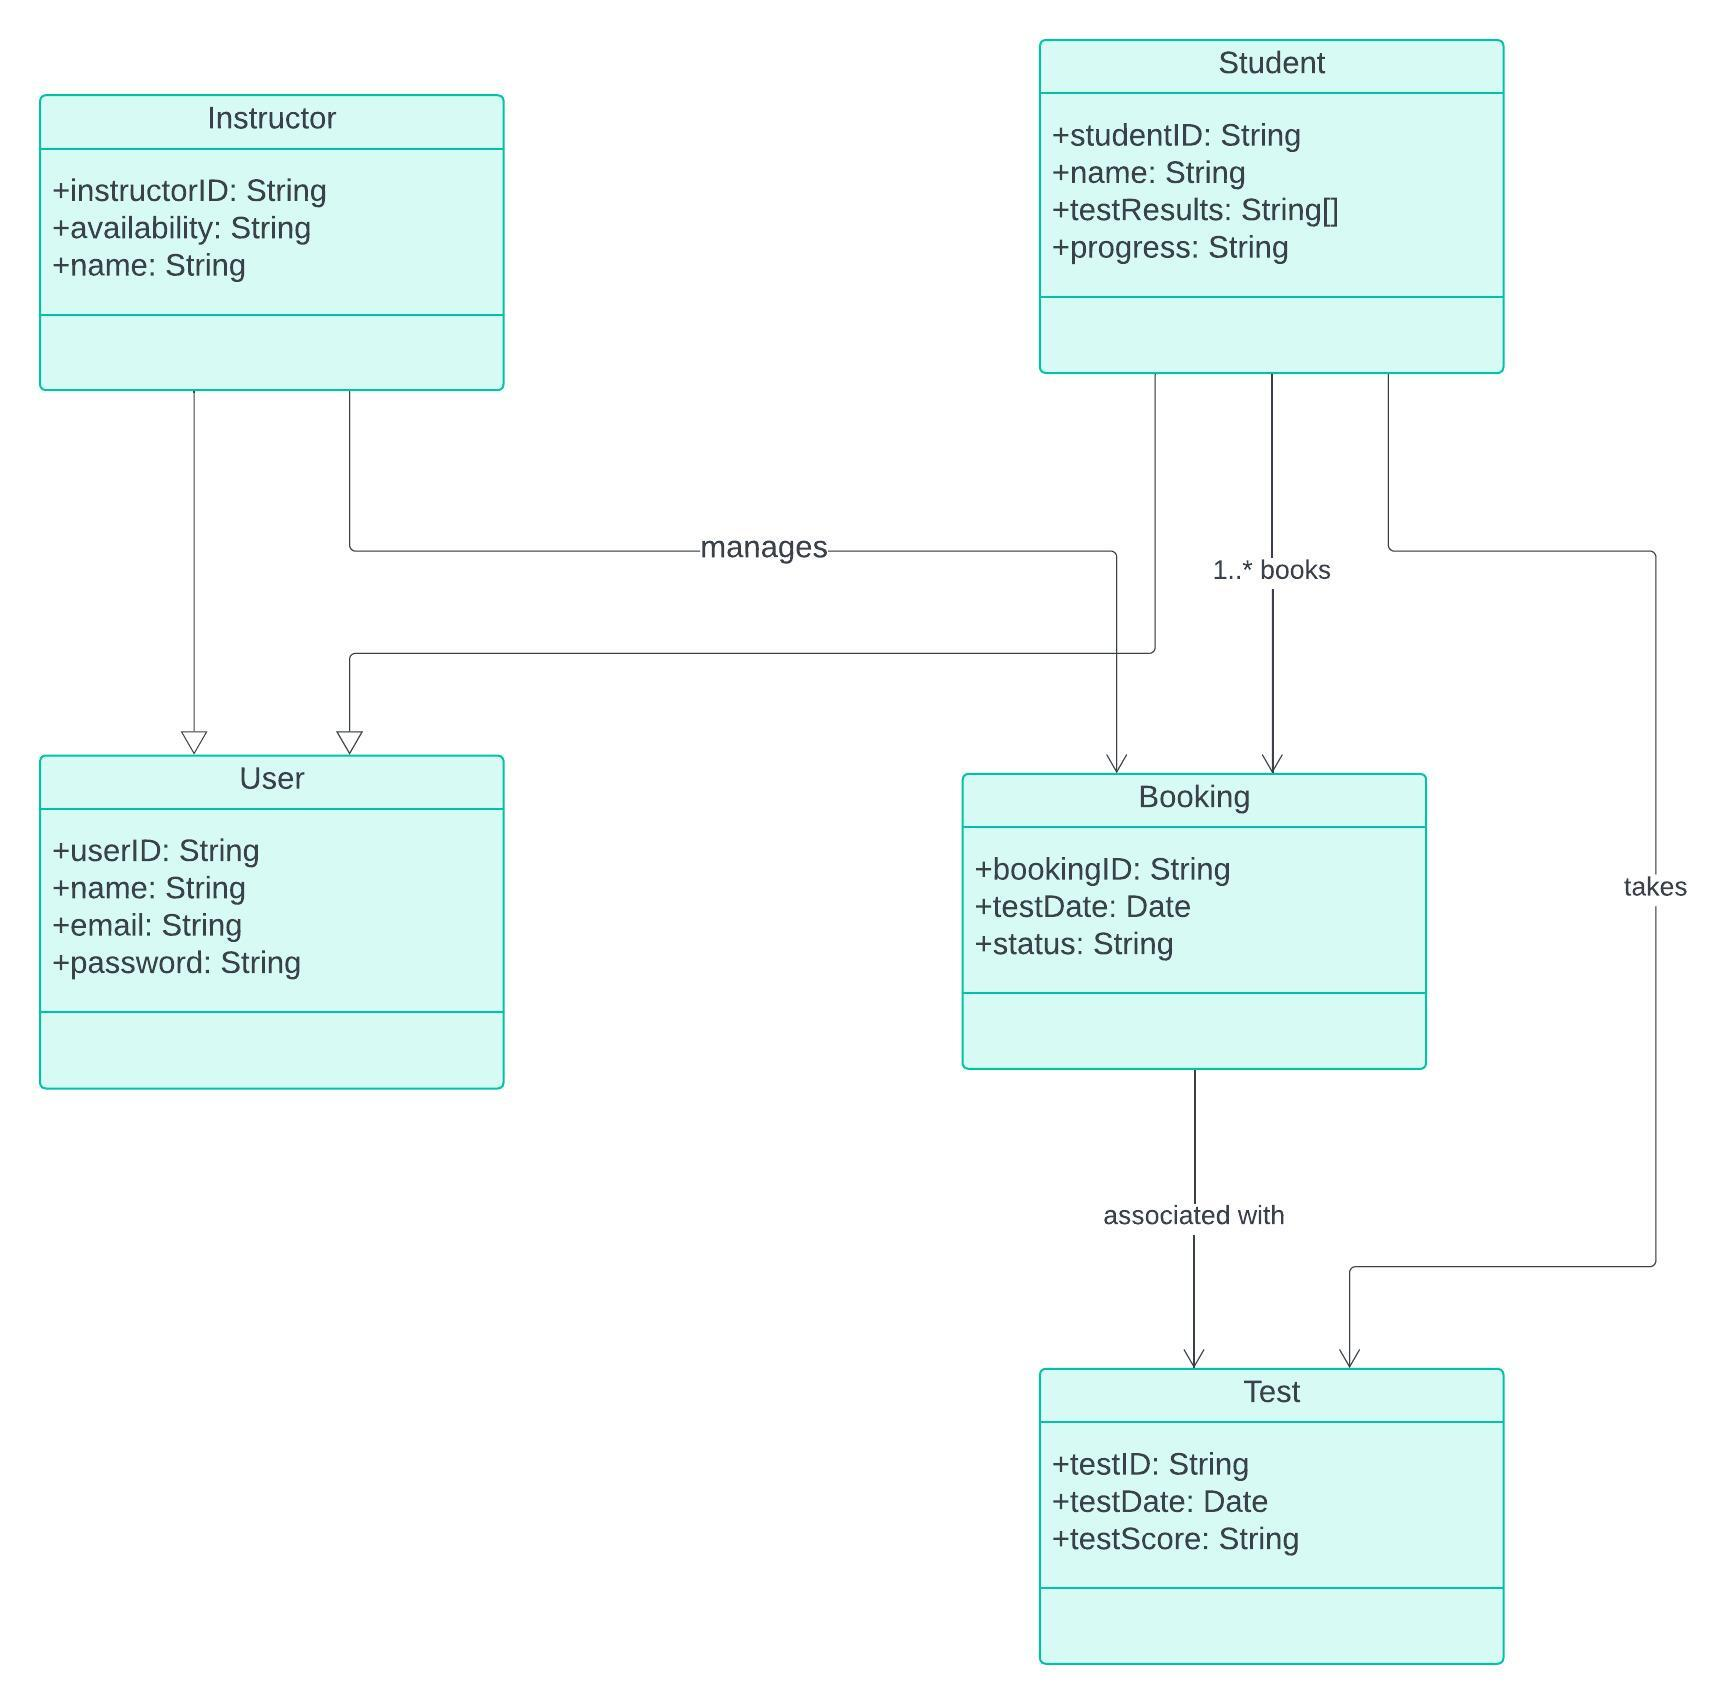 Instructor
+instructorID: String
+availability: String
+name: String
Student
+studentID: String
+name: String
+testResults: String[]
+progress: String
manages
1..* books
User
+userID: String
+name: String
+email: String
+password: String
Booking
+bookingID: String
+testDate: Date
+status: String
takes
associated with
Test
+testID: String
+testDate: Date
+testScore: String